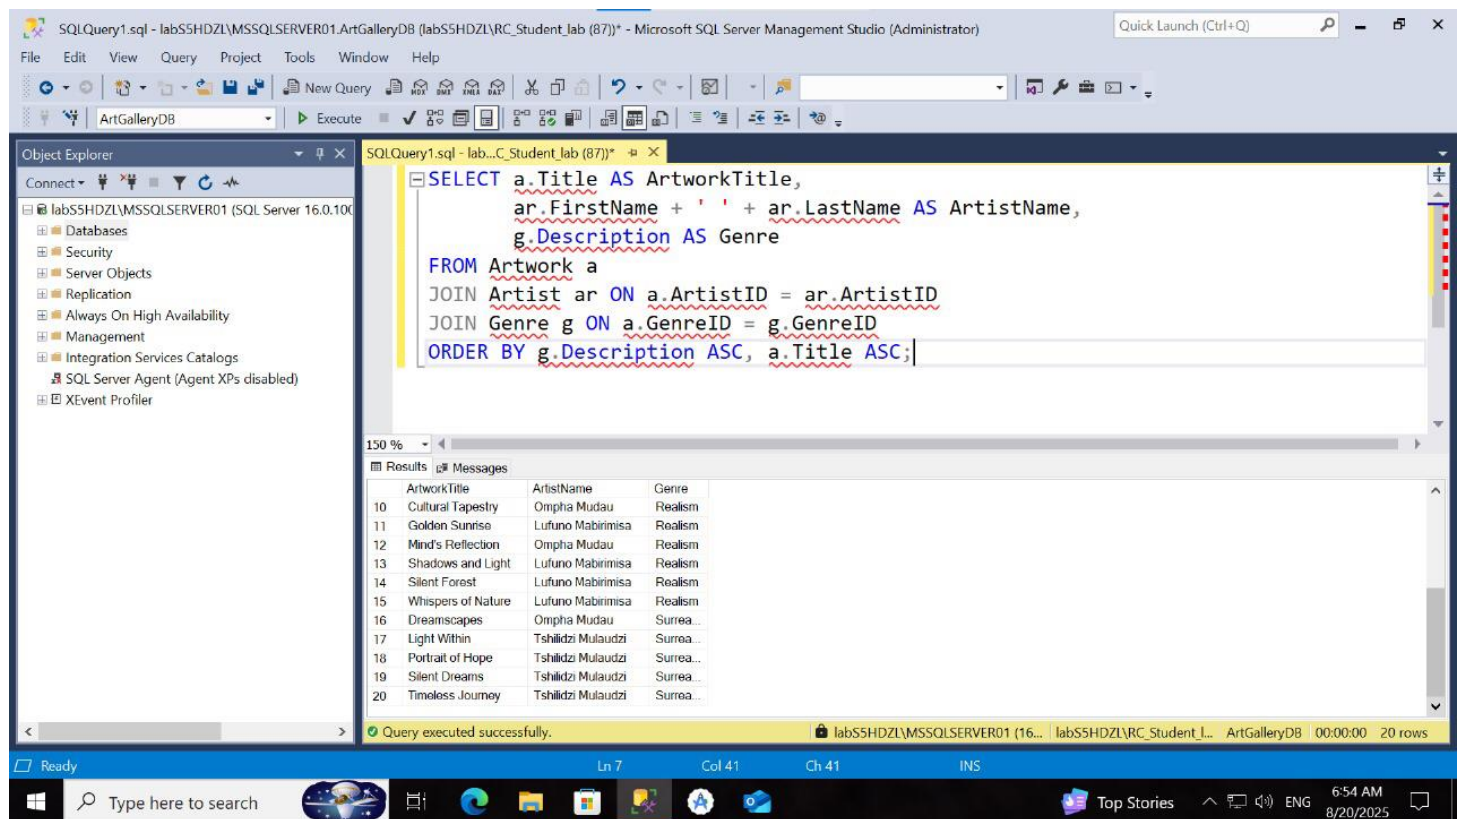 SQLQuery1.sql - labS5HDZL\MSSQLSERVER01.ArtGalleryDB (labS5HDZL\RC_Student_lab (87))* - Microsoft SQL Server Management Studio (Administrator)
Quick Launch (Ctrl+Q)
File Edit View Query Project Tools Window Help
New Query MDX DMX XMLA DAX
ArtGalleryDB Execute
Object Explorer
Connect
labS5HDZL\MSSQLSERVER01 (SQL Server 16.0.100
Databases
Security
Server Objects
Replication
Always On High Availability
Management
Integration Services Catalogs
SQL Server Agent (Agent XPs disabled)
XEvent Profiler
SQLQuery1.sql - lab...C_Student_lab (87))*
SELECT a.Title AS ArtworkTitle,
ar.FirstName + ' ' + ar.LastName AS ArtistName,
g.Description AS Genre
FROM Artwork a
JOIN Artist ar ON a.ArtistID = ar.ArtistID
JOIN Genre g ON a.GenreID = g.GenreID
ORDER BY g.Description ASC, a.Title ASC;
150 %
Results Messages
ArtworkTitle ArtistName Genre
10 Cultural Tapestry Ompha Mudau Realism
11 Golden Sunrise Lufuno Mabirimisa Realism
12 Mind's Reflection Ompha Mudau Realism
13 Shadows and Light Lufuno Mabirimisa Realism
14 Silent Forest Lufuno Mabirimisa Realism
15 Whispers of Nature Lufuno Mabirimisa Realism
16 Dreamscapes Ompha Mudau Surrea...
17 Light Within Tshilidzi Mulaudzi Surrea...
18 Portrait of Hope Tshilidzi Mulaudzi Surrea...
19 Silent Dreams Tshilidzi Mulaudzi Surrea...
20 Timeless Journey Tshilidzi Mulaudzi Surrea...
Query executed successfully.
labS5HDZL\MSSQLSERVER01 (16... labS5HDZL\RC_Student_l... ArtGalleryDB 00:00:00 20 rows
Ready Ln 7 Col 41 Ch 41 INS
Type here to search
Top Stories ENG
6:54 AM
8/20/2025